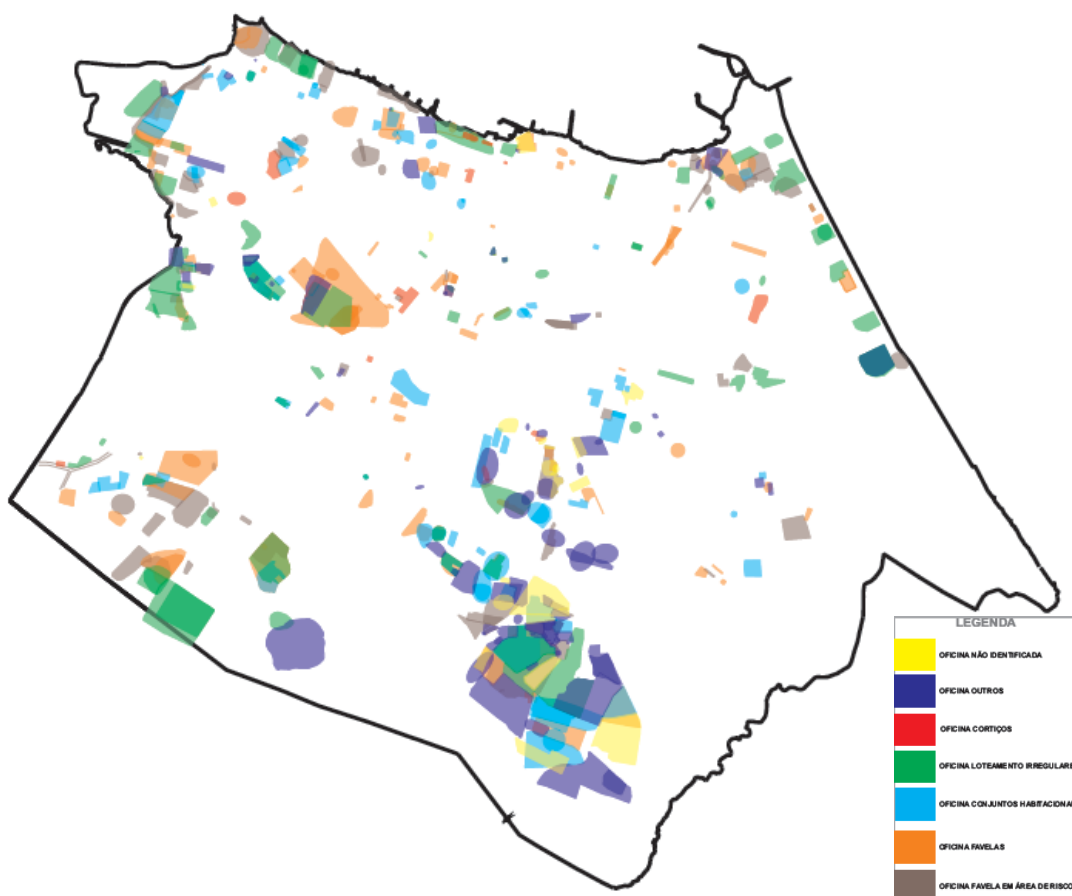 LEGENDA
OFICINA NÃO IDENTIFICADA
OFICINA OUTROS
OFICINA CORTIÇOS
OFICINA LOTEAMENTO IRREGULARE
OFICINA CONJUNTOS HABITACIONA
OFICINA FAVELAS
OFICINA FAVELA EM ÁREA DE RISCO